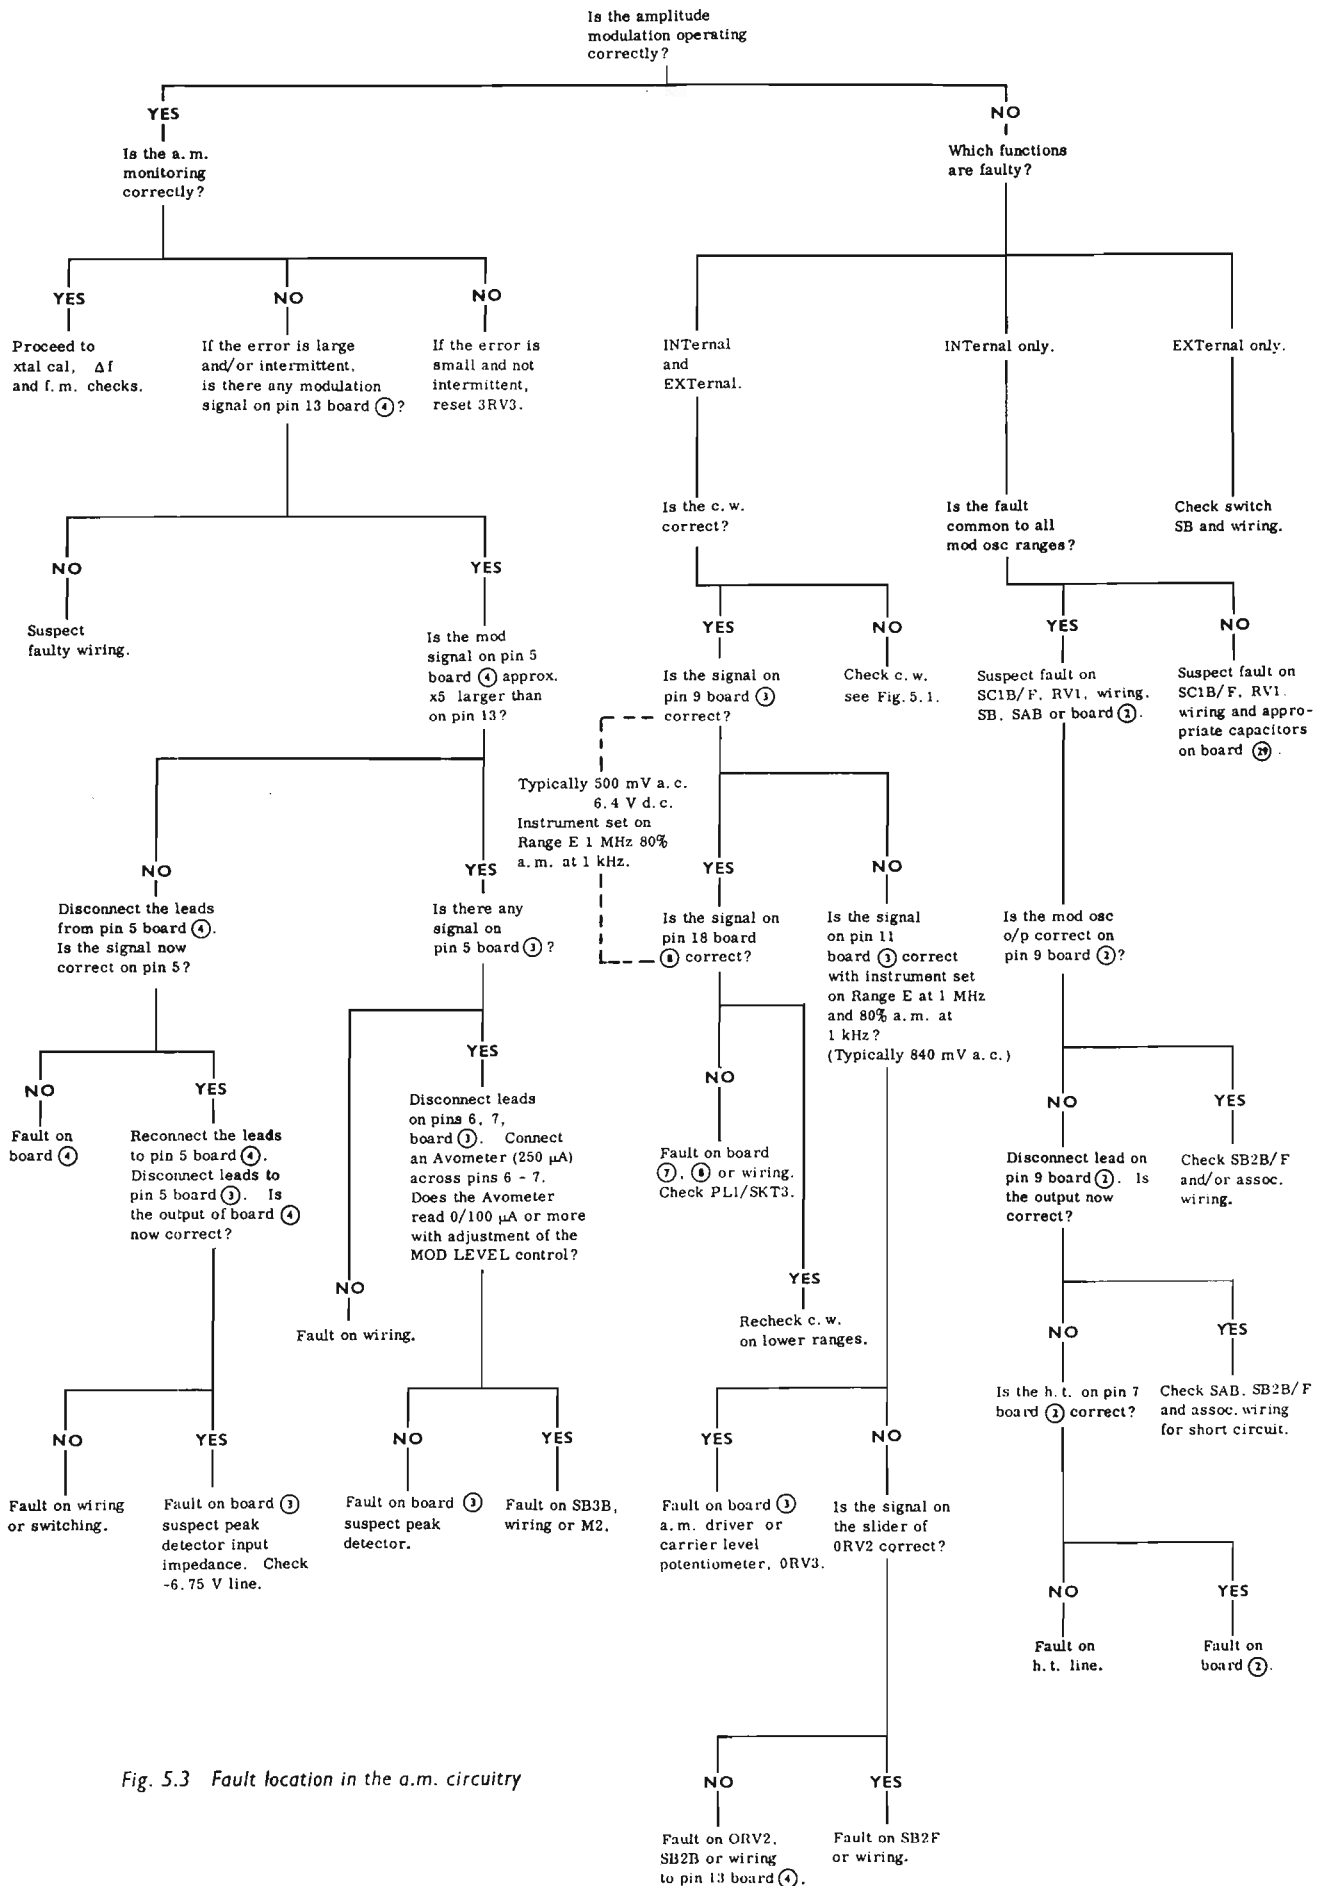 Is the amplitude
modulation operating
correctly?
YES
NO
Is the a.m.
monitoring
correctly?
Which functions
are faulty?
YES
NO
NO
Proceed to
xtal cal, Δf
and f.m. checks.
If the error is large
and/or intermittent,
is there any modulation
signal on pin 13 board ④?
If the error is
small and not
intermittent,
reset 3RV3.
INTernal
and
EXTernal.
INTernal only.
EXTernal only.
Is the c.w.
correct?
Is the fault
common to all
mod osc ranges?
Check switch
SB and wiring.
NO
YES
Suspect
faulty wiring.
Is the mod
signal on pin 5
board ④ approx.
x5 larger than
on pin 13?
YES
NO
YES
NO
Is the signal on
pin 9 board ③
correct?
Check c.w.
see Fig. 5.1.
Suspect fault on
SC1B/F, RV1, wiring.
SB, SAB or board ②.
Suspect fault on
SC1B/F, RV1.
wiring and appro-
priate capacitors
on board ㉙.
Typically 500 mV a.c.
6.4 V d.c.
Instrument set on
Range E 1 MHz 80%
a.m. at 1 kHz.
NO
YES
YES
NO
Disconnect the leads
from pin 5 board ④.
Is the signal now
correct on pin 5?
Is there any
signal on
pin 5 board ③?
Is the signal on
pin 18 board
⑧ correct?
Is the signal
on pin 11
board ③ correct
with instrument set
on Range E at 1 MHz
and 80% a.m. at
1 kHz?
(Typically 840 mV a.c.)
Is the mod osc
o/p correct on
pin 9 board ②?
NO
YES
YES
NO
NO
YES
Fault on
board ④
Reconnect the leads
to pin 5 board ④.
Disconnect leads to
pin 5 board ③. Is
the output of board ④
now correct?
Disconnect leads
on pins 6, 7,
board ③. Connect
an Avometer (250 μA)
across pins 6 - 7.
Does the Avometer
read 0/100 μA or more
with adjustment of the
MOD LEVEL control?
Fault on board
⑦, ⑧ or wiring.
Check PL1/SKT3.
Disconnect lead on
pin 9 board ②. Is
the output now
correct?
Check SB2B/F
and/or assoc.
wiring.
NO
Fault on wiring.
YES
Recheck c.w.
on lower ranges.
NO
YES
Is the h.t. on pin 7
board ② correct?
Check SAB, SB2B/F
and assoc. wiring
for short circuit.
NO
YES
NO
YES
YES
NO
Fault on wiring
or switching.
Fault on board ③
suspect peak
detector input
impedance. Check
-6.75 V line.
Fault on board ③
suspect peak
detector.
Fault on SB3B,
wiring or M2.
Fault on board ③
a.m. driver or
carrier level
potentiometer, 0RV3.
Is the signal on
the slider of
0RV2 correct?
NO
YES
Fault on
h.t. line.
Fault on
board ②.
NO
YES
Fault on 0RV2,
SB2B or wiring
to pin 13 board ④.
Fault on SB2F
or wiring.
Fig. 5.3 Fault location in the a.m. circuitry